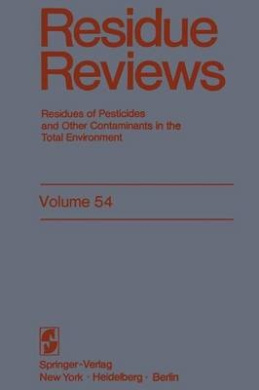 Residue
Reviews
Residues of Pesticides
and Other Contaminants in the
Total Environment
Volume 54
Springer-Verlag
New York · Heidelberg · Berlin